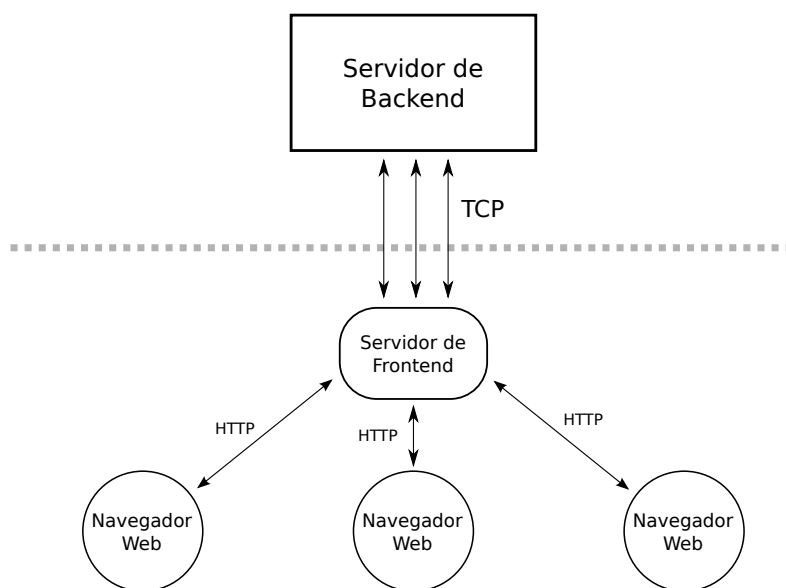 Servidor de
Backend
TCP
Servidor de
Frontend
HTTP
HTTP
HTTP
Navegador
Web
Navegador
Web
Navegador
Web